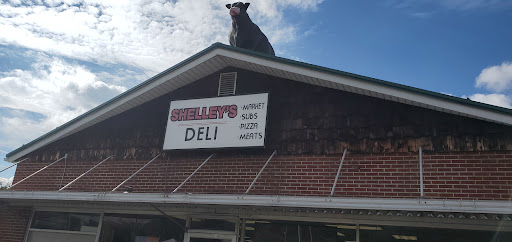 SHELLEY'S
DELI
·MARKET
·SUBS
·PIZZA
·MEATS